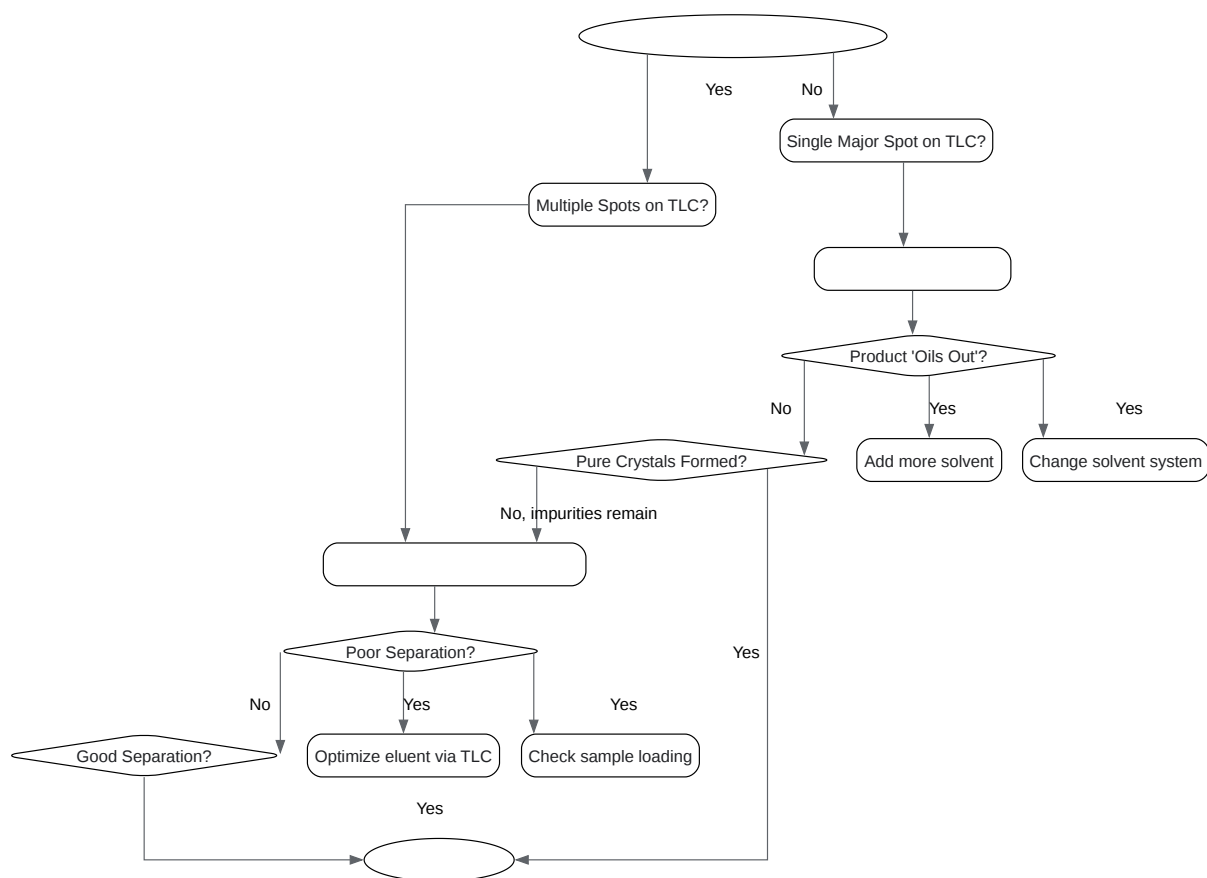 Yes
No
Single Major Spot on TLC?
Multiple Spots on TLC?
Product 'Oils Out'?
No
Yes
Yes
Pure Crystals Formed?
Add more solvent
Change solvent system
No, impurities remain
Poor Separation?
Yes
No
Yes
Yes
Good Separation?
Optimize eluent via TLC
Check sample loading
Yes